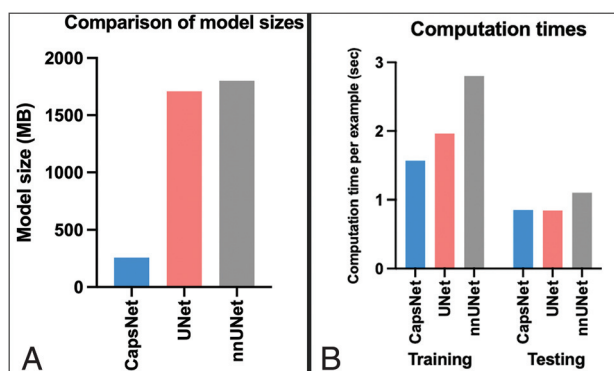 Comparison of model sizes
Model size (MB)
2000
1500
1000
500
0
CapsNet
UNet
nnUNet
A
Computation times
Computation time per example (sec)
3
2
1
0
CapsNet
UNet
nnUNet
CapsNet
UNet
nnUNet
Training
Testing
B